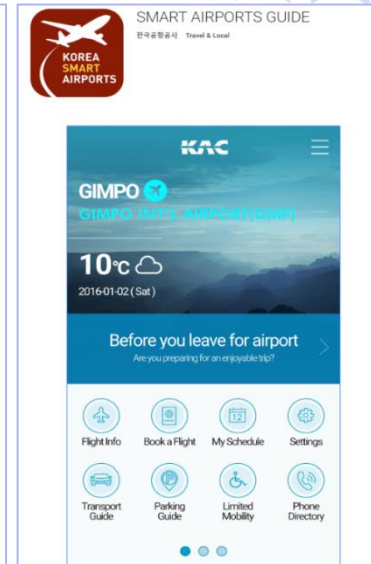 SMART AIRPORTS GUIDE
한국공항공사 Travel & Local
KOREA
SMART
AIRPORTS
KAC
GIMPO
GIMPO INT'L AIRPORT(GMP)
10℃
2016-01-02 (Sat)
Before you leave for airport
Are you preparing for an enjoyable trip?
Flight Info
Book a Flight
12
My Schedule
Settings
Transport
Guide
Parking
Guide
Limited
Mobility
Phone
Directory